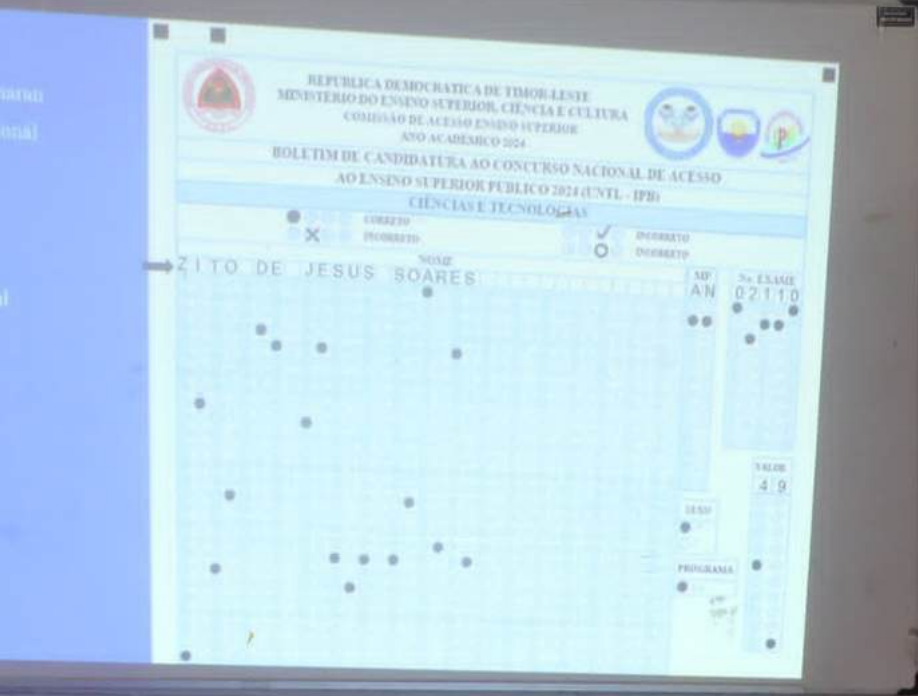 REPUBLICA DEMOCRATICA DE TIMOR-LESTE
MINISTERIO DO ENSINO SUPERIOR, CIÊNCIA E CULTURA
COMISSÃO DE ACESSO ENSINO SUPERIOR
ANO ACADÉMICO 2024
BOLETIM DE CANDIDATURA AO CONCURSO NACIONAL DE ACESSO
AO ENSINO SUPERIOR PUBLICO 2024 (UNTL - IPB)
CIÊNCIAS E TECNOLOGIAS
CORRETO
INCORRETO
INCORRETO
INCORRETO
NOME
ZITO DE JESUS SOARES
MP
AN
No. EXAME
02110
VALOR
49
SEXO
PROGRAMA